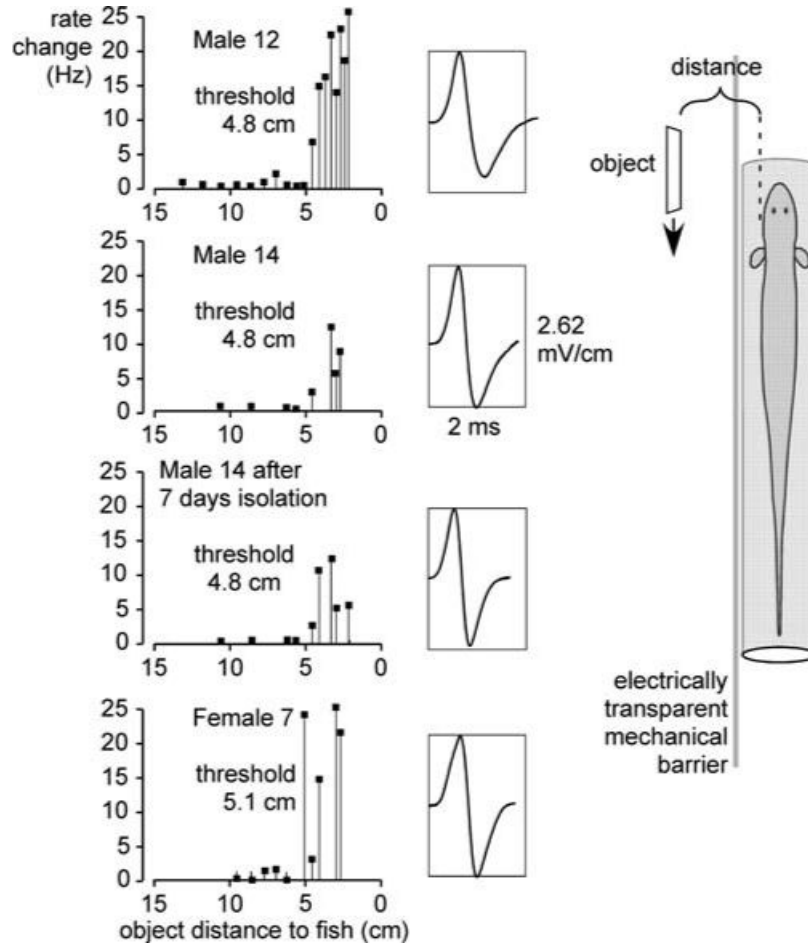 rate
change
(Hz)
25
20
15
10
5
0
Male 12
threshold
4.8 cm
15 10 5 0
25
20
15
10
5
0
Male 14
threshold
4.8 cm
15 10 5 0
2.62
mV/cm
2 ms
25
20
15
10
5
0
Male 14 after
7 days isolation
threshold
4.8 cm
15 10 5 0
25
20
15
10
5
0
Female 7
threshold
5.1 cm
15 10 5 0
object distance to fish (cm)
distance
object
electrically
transparent
mechanical
barrier